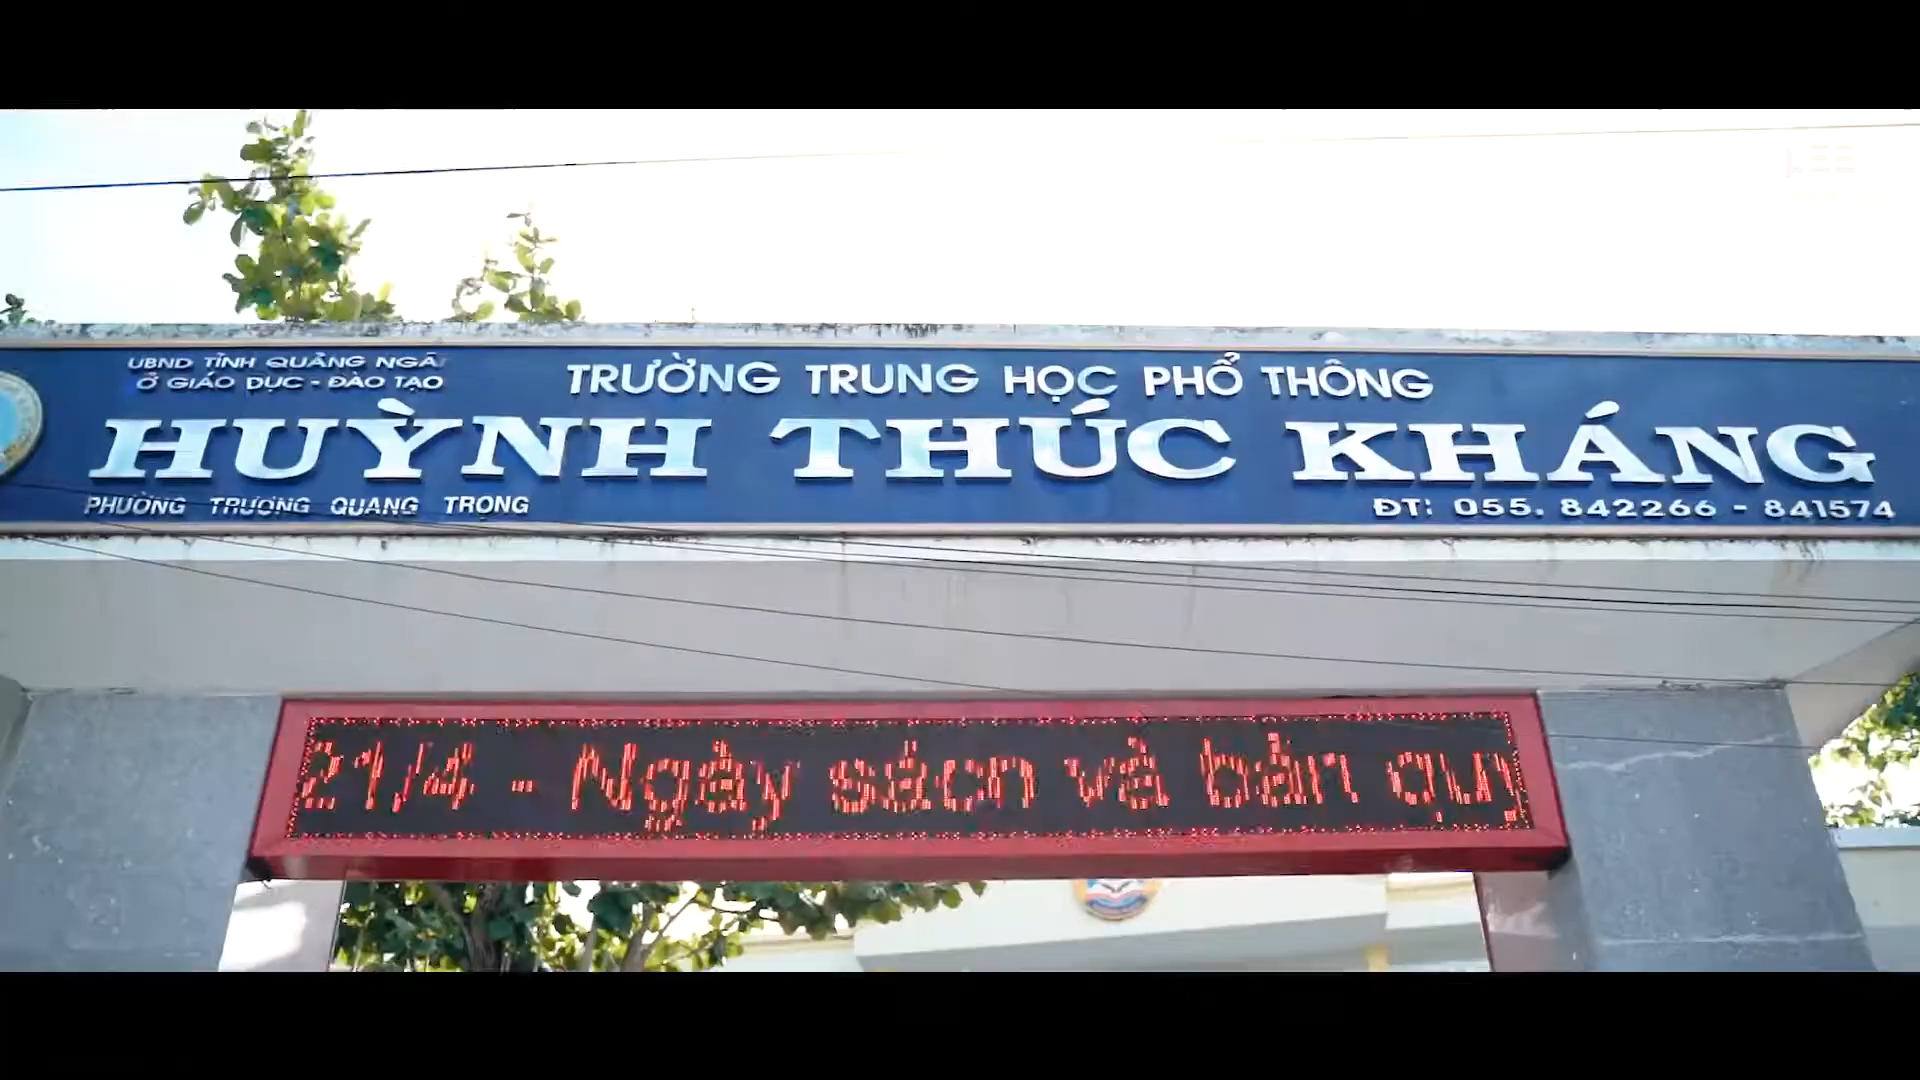 UBND TỈNH QUẢNG NGÃI
Ở GIÁO DỤC - ĐÀO TẠO
TRƯỜNG TRUNG HỌC PHỔ THÔNG
HUỲNH THÚC KHÁNG
PHƯỜNG TRƯƠNG QUANG TRỌNG
ĐT: 055. 842266 - 841574
21/4 - Ngày sách và bản quy